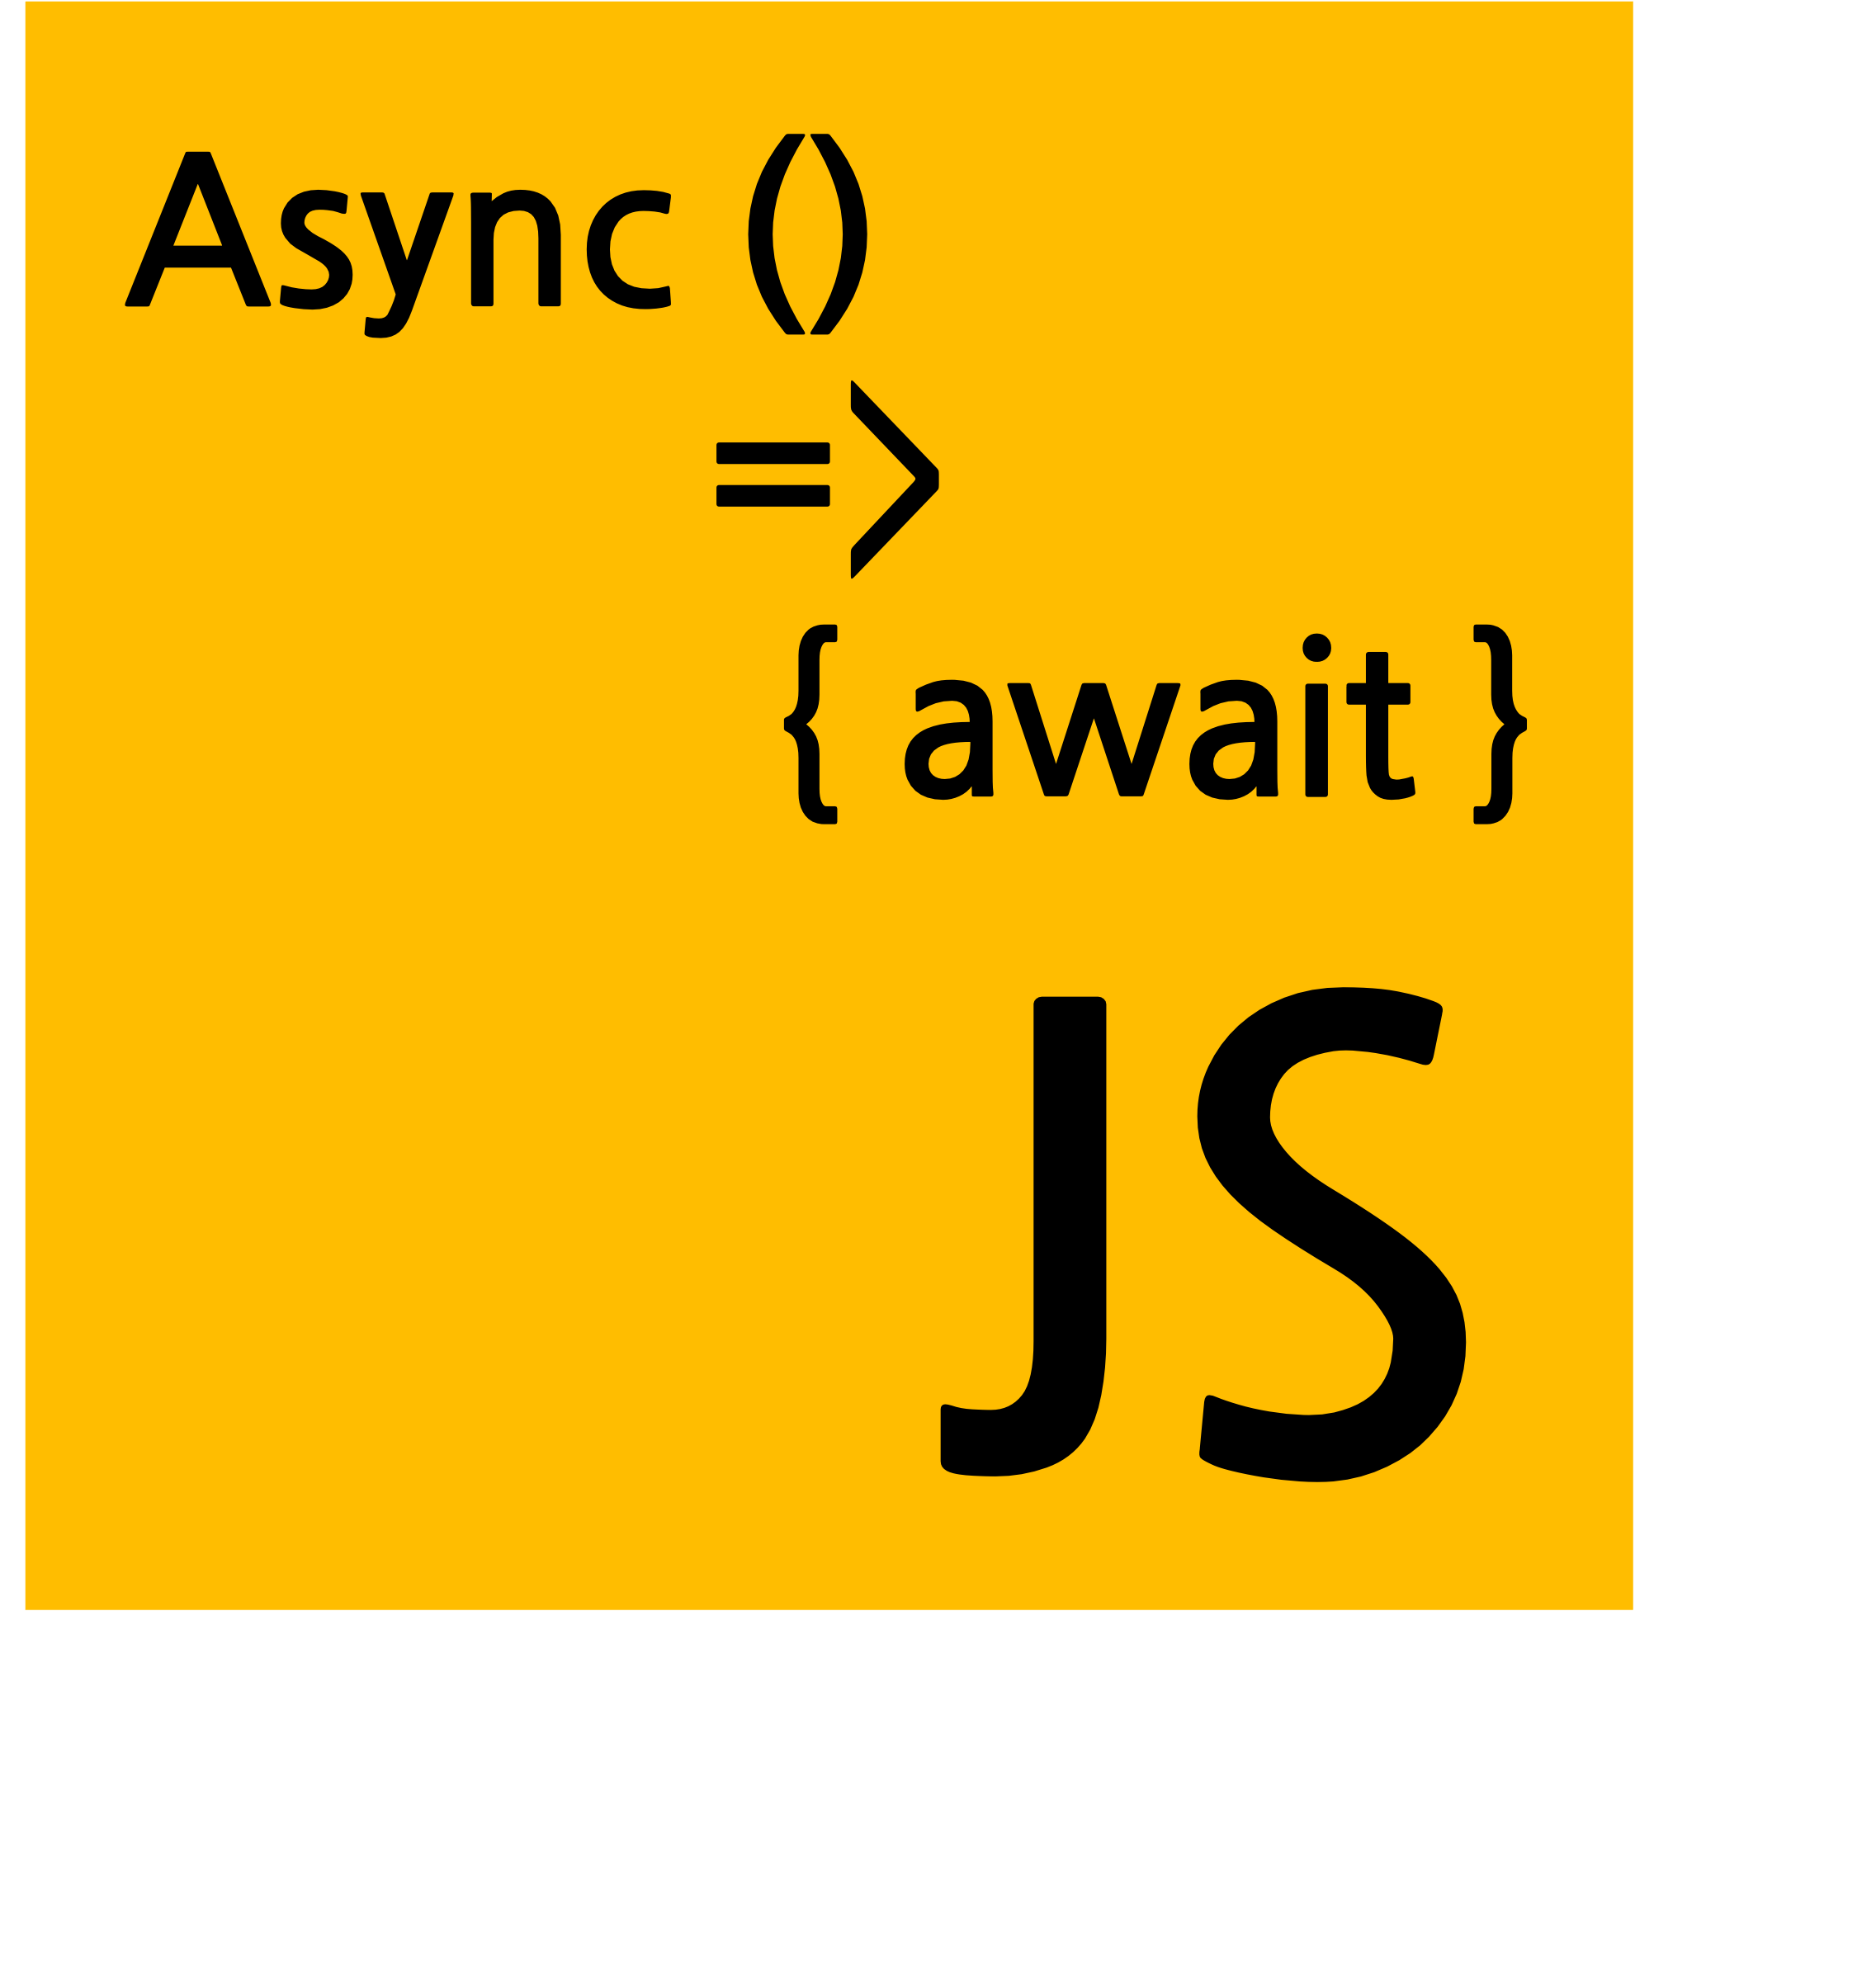 Async ()
=>
{ await }
JS